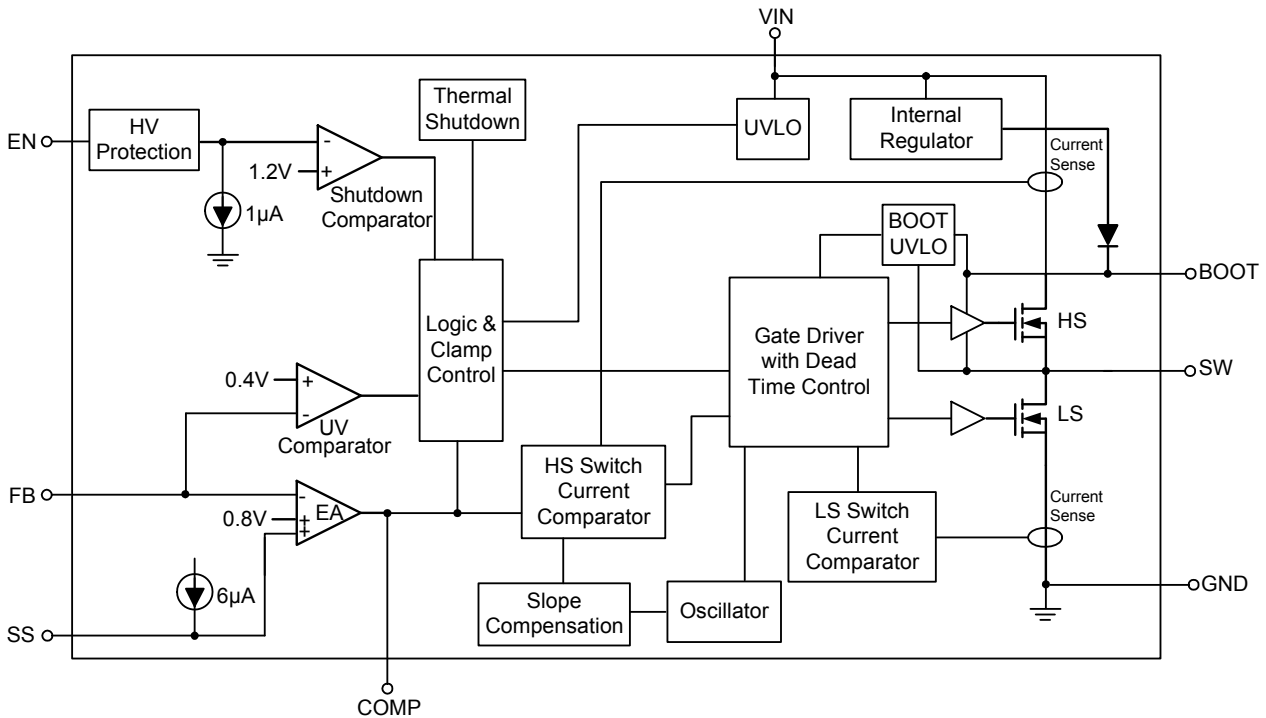 VIN
EN
HV
Protection
1.2V
-
+
Shutdown
Comparator
1µA
Thermal
Shutdown
UVLO
Internal
Regulator
Current
Sense
BOOT
UVLO
BOOT
Logic &
Clamp
Control
Gate Driver
with Dead
Time Control
HS
SW
LS
0.4V
+
-
UV
Comparator
FB
-
EA
0.8V
+
+
HS Switch
Current
Comparator
LS Switch
Current
Comparator
Current
Sense
6µA
Slope
Compensation
Oscillator
GND
SS
COMP